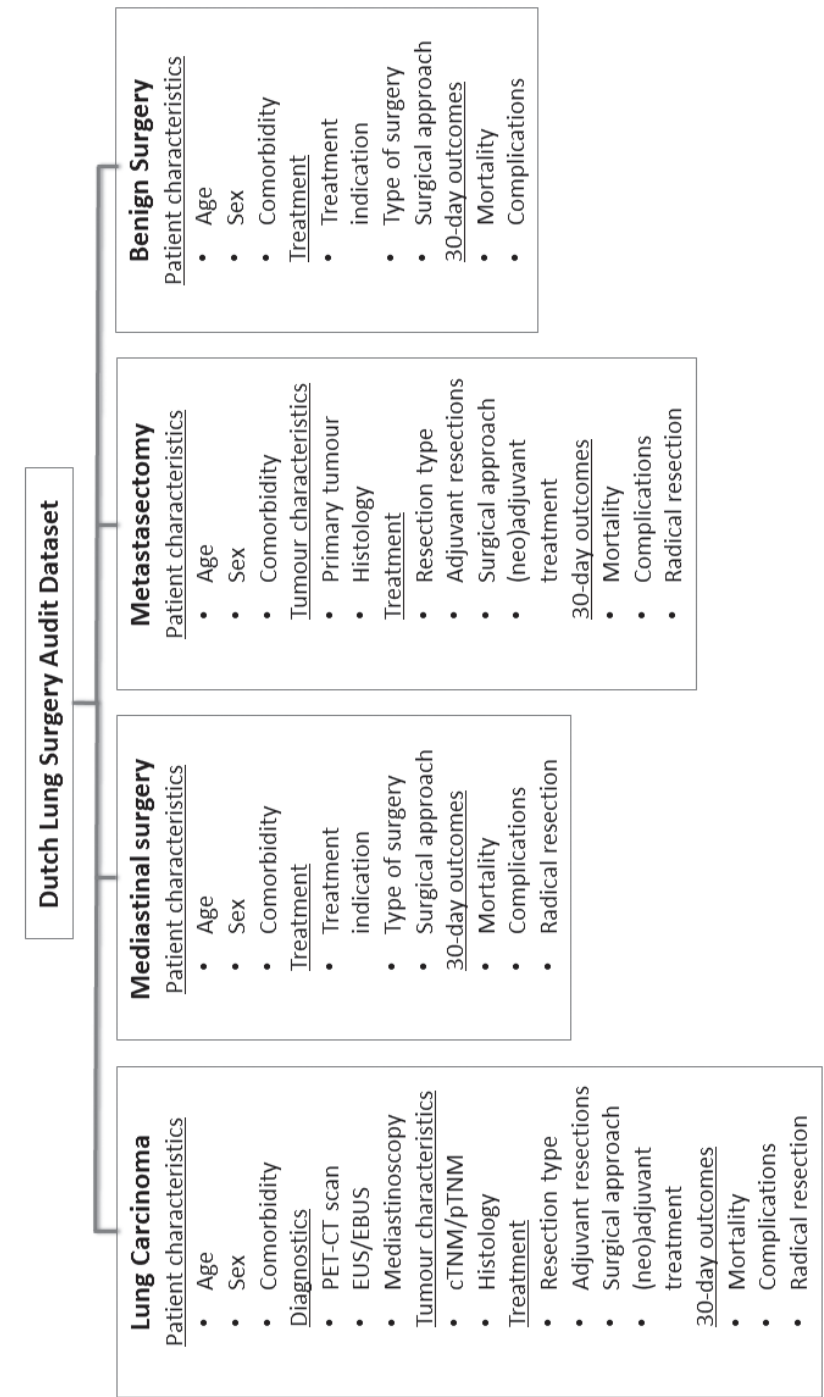 Dutch Lung Surgery Audit Dataset
Lung Carcinoma
Patient characteristics
• Age
• Sex
• Comorbidity
Diagnostics
• PET-CT scan
• EUS/EBUS
• Mediastinoscopy
Tumour characteristics
• cTNM/pTNM
• Histology
Treatment
• Resection type
• Adjuvant resections
• Surgical approach
• (neo)adjuvant
treatment
30-day outcomes
• Mortality
• Complications
• Radical resection
Mediastinal surgery
Patient characteristics
• Age
• Sex
• Comorbidity
Treatment
• Treatment
indication
• Type of surgery
• Surgical approach
30-day outcomes
• Mortality
• Complications
• Radical resection
Metastasectomy
Patient characteristics
• Age
• Sex
• Comorbidity
Tumour characteristics
• Primary tumour
• Histology
Treatment
• Resection type
• Adjuvant resections
• Surgical approach
• (neo)adjuvant
treatment
30-day outcomes
• Mortality
• Complications
• Radical resection
Benign Surgery
Patient characteristics
• Age
• Sex
• Comorbidity
Treatment
• Treatment
indication
• Type of surgery
• Surgical approach
30-day outcomes
• Mortality
• Complications